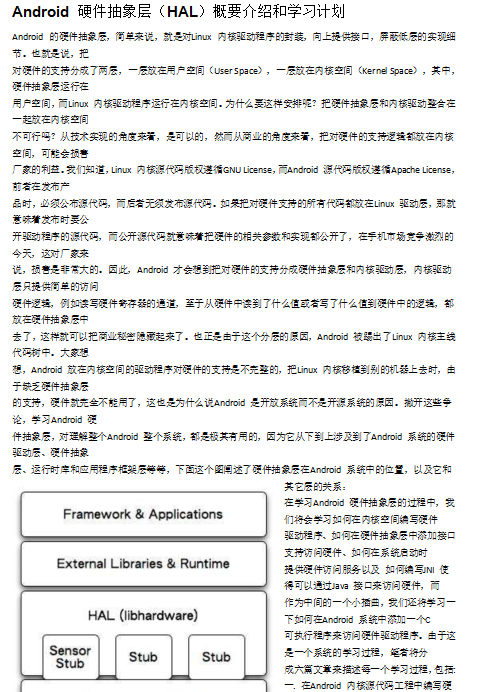 Android 硬件抽象层（HAL）概要介绍和学习计划
Android 的硬件抽象层，简单来说，就是对Linux 内核驱动程序的封装，向上提供接口，屏蔽低层的实现细
节。也就是说，把
对硬件的支持分成了两层，一层放在用户空间（User Space），一层放在内核空间（Kernel Space），其中，
硬件抽象层运行在
用户空间，而Linux 内核驱动程序运行在内核空间。为什么要这样安排呢？把硬件抽象层和内核驱动整合在
一起放在内核空间
不可行吗？从技术实现的角度来看，是可以的，然而从商业的角度来看，把对硬件的支持逻辑都放在内核
空间，可能会损害
厂家的利益。我们知道，Linux 内核源代码版权遵循GNU License，而Android 源代码版权遵循Apache License，
前者在发布产
品时，必须公布源代码，而后者无须发布源代码。如果把对硬件支持的所有代码都放在Linux 驱动层，那就
意味着发布时要公
开驱动程序的源代码，而公开源代码就意味着把硬件的相关参数和实现都公开了，在手机市场竞争激烈的
今天，这对厂家来
说，损害是非常大的。因此，Android 才会想到把对硬件的支持分成硬件抽象层和内核驱动层，内核驱动
层只提供简单的访问
硬件逻辑，例如读写硬件寄存器的通道，至于从硬件中读到了什么值或者写了什么值到硬件中的逻辑，都
放在硬件抽象层中
去了，这样就可以把商业秘密隐藏起来了。也正是由于这个分层的原因，Android 被踢出了Linux 内核主线
代码树中。大家想
想，Android 放在内核空间的驱动程序对硬件的支持是不完整的，把Linux 内核移植到别的机器上去时，由
于缺乏硬件抽象层
的支持，硬件就完全不能用了，这也是为什么说Android 是开放系统而不是开源系统的原因。撇开这些争
论，学习Android 硬
件抽象层，对理解整个Android 整个系统，都是极其有用的，因为它从下到上涉及到了Android 系统的硬件
驱动层、硬件抽象
层、运行时库和应用程序框架层等等，下面这个图阐述了硬件抽象层在Android 系统中的位置，以及它和
其它层的关系：
在学习Android 硬件抽象层的过程中，我
们将会学习如何在内核空间编写硬件
驱动程序、如何在硬件抽象层中添加接口
支持访问硬件、如何在系统启动时
提供硬件访问服务以及 如何编写JNI 使
得可以通过Java 接口来访问硬件，而
作为中间的一个小插曲，我们还将学习一
下如何在Android 系统中添加一个C
可执行程序来访问硬件驱动程序。由于这
是一个系统的学习过程，笔者将分
成六篇文章来描述每一个学习过程，包括:
一. 在Android 内核源代码工程中编写硬
Framework & Applications
External Libraries & Runtime
HAL (libhardware)
Sensor
Stub
Stub
Stub